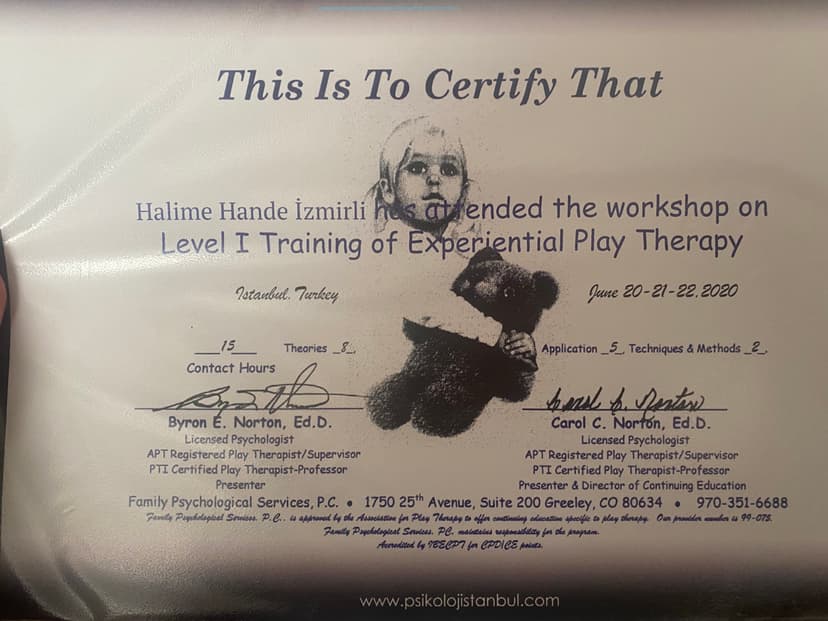 This Is To Certify That
Halime Hande İzmirli has attended the workshop on
Level I Training of Experiential Play Therapy
Istanbul. Turkey June 20-21-22,2020
__15__ Theories _8_, Application _5_, Techniques & Methods _2_,
Contact Hours
Byron E. Norton, Ed.D. Carol C. Norton, Ed.D.
Licensed Psychologist Licensed Psychologist
APT Registered Play Therapist/Supervisor APT Registered Play Therapist/Supervisor
PTI Certified Play Therapist-Professor PTI Certified Play Therapist-Professor
Presenter Presenter & Director of Continuing Education
Family Psychological Services, P.C. • 1750 25th Avenue, Suite 200 Greeley, CO 80634 • 970-351-6688
Family Psychological Services, P.C., is approved by the Association for Play Therapy to offer continuing education specific to play therapy. Our provider number is 99-075.
Family Psychological Services, PC. maintains responsibility for the program.
Accredited by IBECPT for CPD/CE points.
www.psikolojistanbul.com